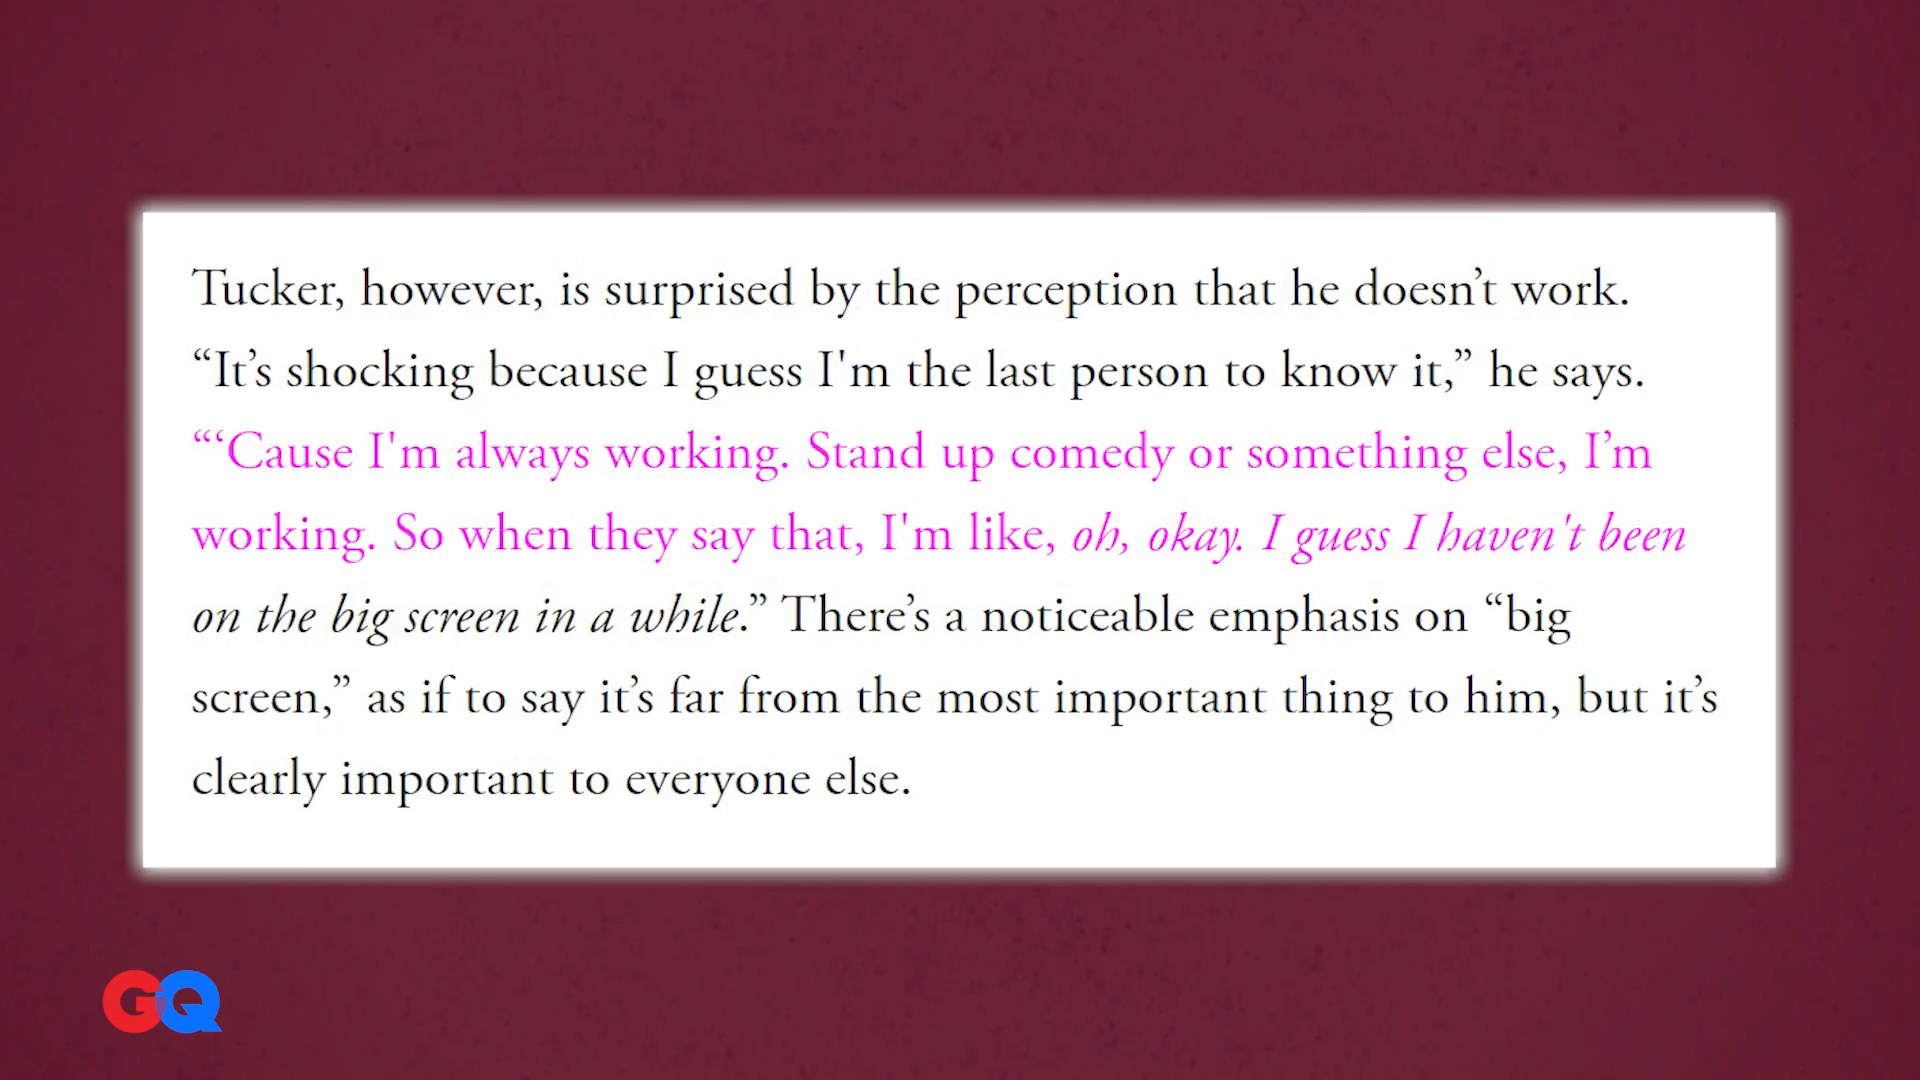 Tucker, however, is surprised by the perception that he doesn’t work.
“It’s shocking because I guess I'm the last person to know it,” he says.
“‘Cause I'm always working. Stand up comedy or something else, I’m
working. So when they say that, I'm like, oh, okay. I guess I haven't been
on the big screen in a while.” There’s a noticeable emphasis on “big
screen,” as if to say it’s far from the most important thing to him, but it’s
clearly important to everyone else.
GQ